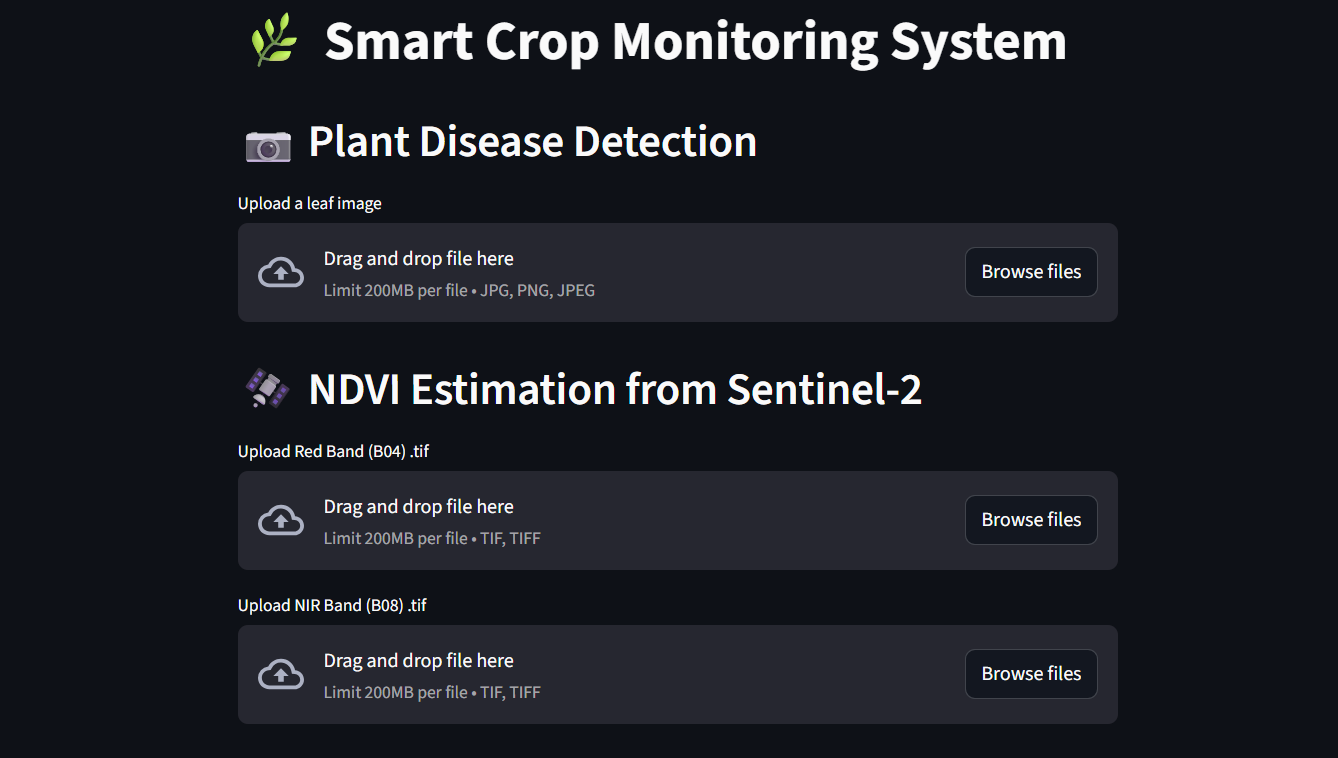 Smart Crop Monitoring System
Plant Disease Detection
Upload a leaf image
Drag and drop file here
Limit 200MB per file • JPG, PNG, JPEG
Browse files
NDVI Estimation from Sentinel-2
Upload Red Band (B04) .tif
Drag and drop file here
Limit 200MB per file • TIF, TIFF
Browse files
Upload NIR Band (B08) .tif
Drag and drop file here
Limit 200MB per file • TIF, TIFF
Browse files